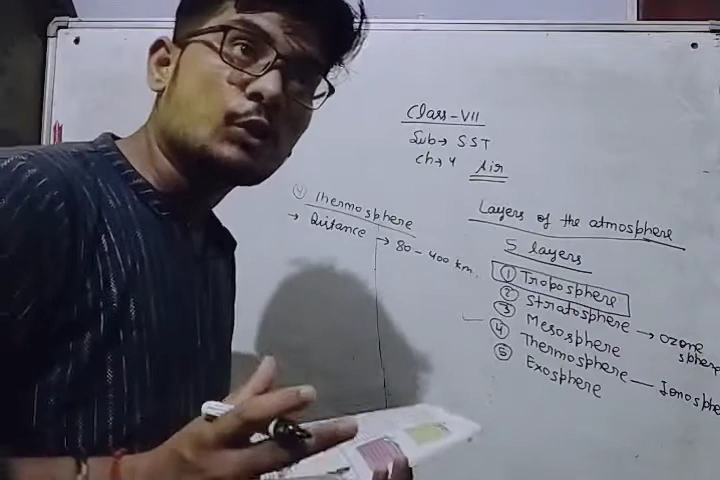 Class - VII
Sub → SST
Ch → 4 Air
Layers of the atmosphere
5 layers
① Troposphere
② Stratosphere → Ozone sphere
③ Mesosphere
④ Thermosphere — Ionosphe
⑤ Exosphere
④ Thermosphere
→ Distance → 80 - 400 km.